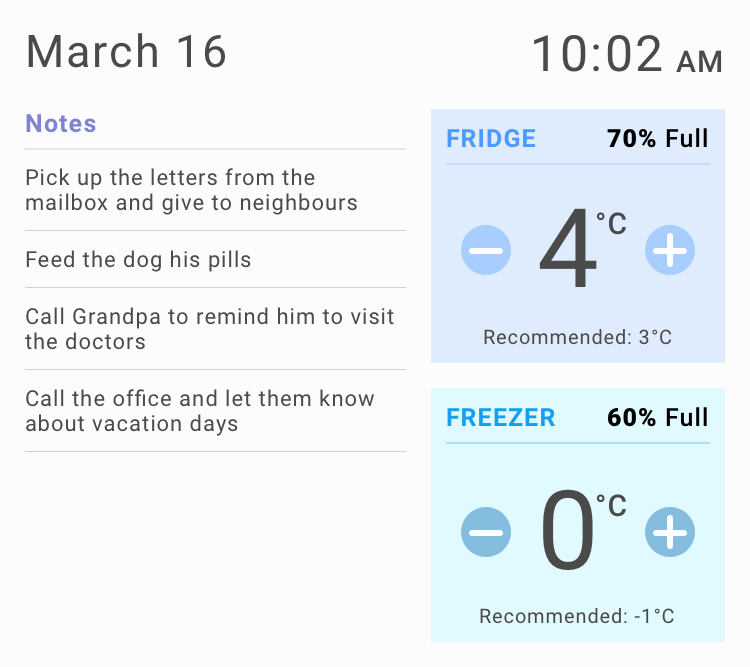 March 16
10:02 AM
Notes
Pick up the letters from the
mailbox and give to neighbours
Feed the dog his pills
Call Grandpa to remind him to visit
the doctors
Call the office and let them know
about vacation days
FRIDGE 70% Full
4°C
Recommended: 3°C
FREEZER 60% Full
0°C
Recommended: -1°C